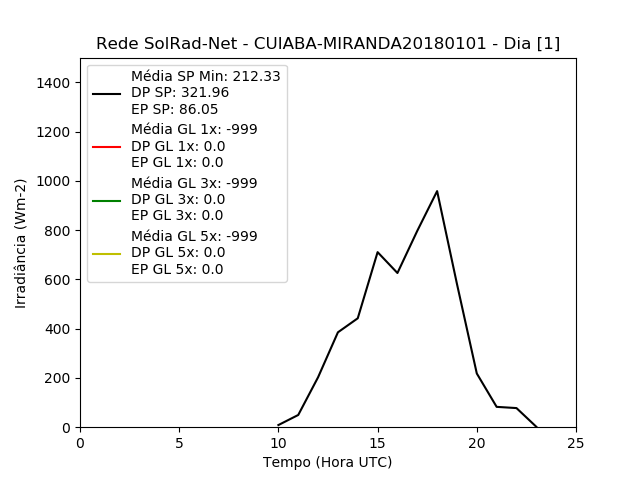 Rede SolRad-Net - CUIABA-MIRANDA20180101 - Dia [1]
Média SP Min: 212.33
DP SP: 321.96
EP SP: 86.05
Média GL 1x: -999
DP GL 1x: 0.0
EP GL 1x: 0.0
Média GL 3x: -999
DP GL 3x: 0.0
EP GL 3x: 0.0
Média GL 5x: -999
DP GL 5x: 0.0
EP GL 5x: 0.0
Irradiância (Wm-2)
1400
1200
1000
800
600
400
200
0
0 5 10 15 20 25
Tempo (Hora UTC)